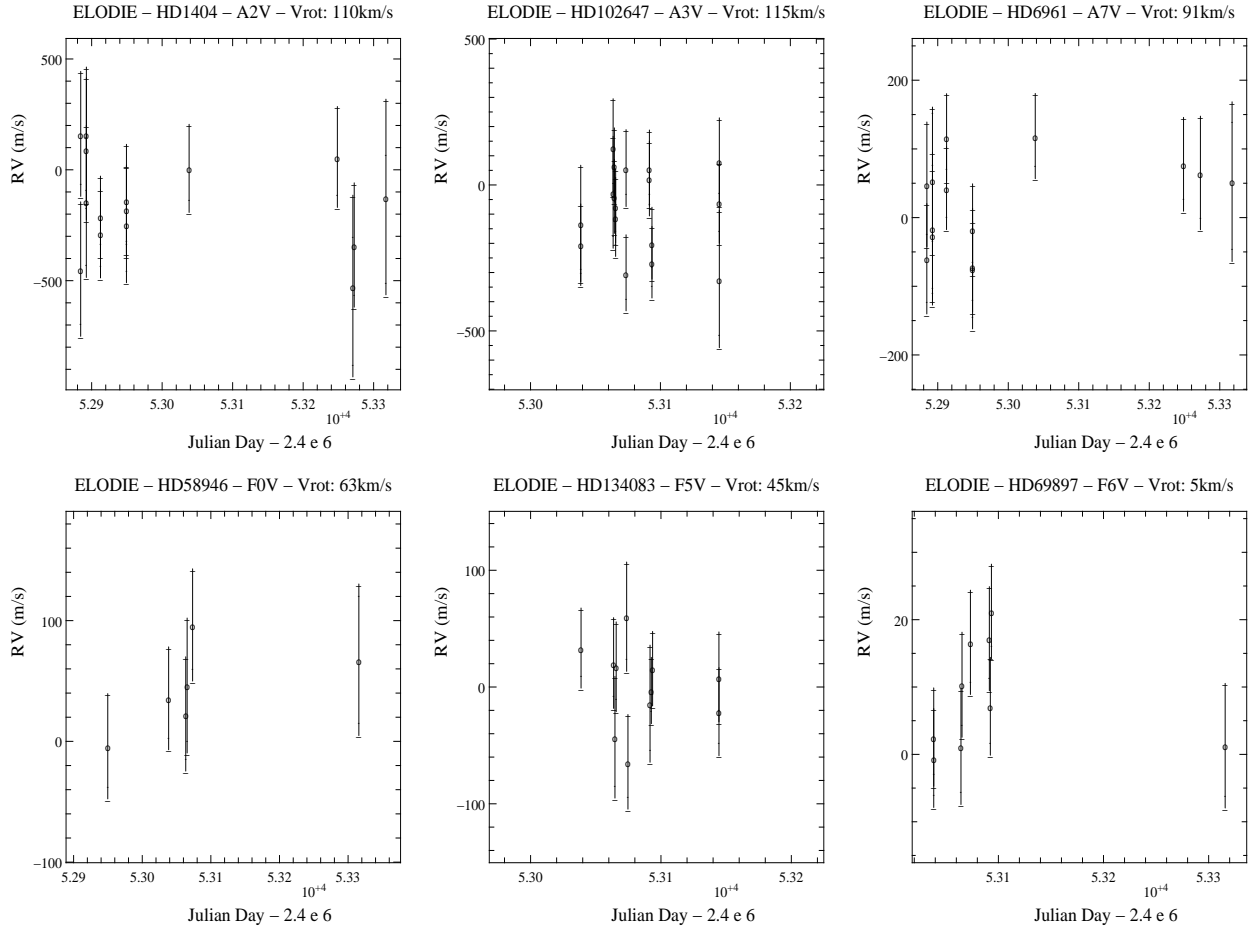 ELODIE – HD1404 – A2V – Vrot: 110km/s
RV (m/s)
500
0
−500
5.29 5.30 5.31 5.32 5.33
10+4
Julian Day – 2.4 e 6
ELODIE – HD102647 – A3V – Vrot: 115km/s
RV (m/s)
500
0
−500
5.30 5.31 5.32
10+4
Julian Day – 2.4 e 6
ELODIE – HD6961 – A7V – Vrot: 91km/s
RV (m/s)
200
0
−200
5.29 5.30 5.31 5.32 5.33
10+4
Julian Day – 2.4 e 6
ELODIE – HD58946 – F0V – Vrot: 63km/s
RV (m/s)
100
0
−100
5.29 5.30 5.31 5.32 5.33
10+4
Julian Day – 2.4 e 6
ELODIE – HD134083 – F5V – Vrot: 45km/s
RV (m/s)
100
0
−100
5.30 5.31 5.32
10+4
Julian Day – 2.4 e 6
ELODIE – HD69897 – F6V – Vrot: 5km/s
RV (m/s)
20
0
5.31 5.32 5.33
10+4
Julian Day – 2.4 e 6